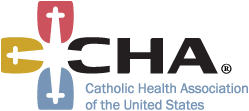 CHA®
Catholic Health Association
of the United States